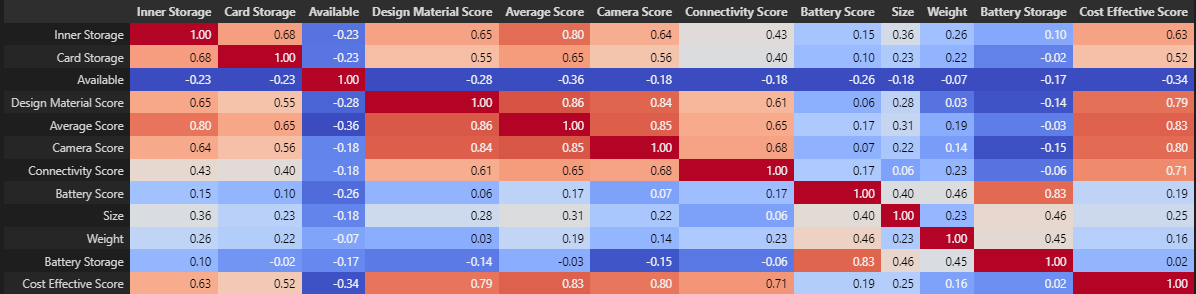 Inner Storage Card Storage Available Design Material Score Average Score Camera Score Connectivity Score Battery Score Size Weight Battery Storage Cost Effective Score
Inner Storage 1.00 0.68 -0.23 0.65 0.80 0.64 0.43 0.15 0.36 0.26 0.10 0.63
Card Storage 0.68 1.00 -0.23 0.55 0.65 0.56 0.40 0.10 0.23 0.22 -0.02 0.52
Available -0.23 -0.23 1.00 -0.28 -0.36 -0.18 -0.18 -0.26 -0.18 -0.07 -0.17 -0.34
Design Material Score 0.65 0.55 -0.28 1.00 0.86 0.84 0.61 0.06 0.28 0.03 -0.14 0.79
Average Score 0.80 0.65 -0.36 0.86 1.00 0.85 0.65 0.17 0.31 0.19 -0.03 0.83
Camera Score 0.64 0.56 -0.18 0.84 0.85 1.00 0.68 0.07 0.22 0.14 -0.15 0.80
Connectivity Score 0.43 0.40 -0.18 0.61 0.65 0.68 1.00 0.17 0.06 0.23 -0.06 0.71
Battery Score 0.15 0.10 -0.26 0.06 0.17 0.07 0.17 1.00 0.40 0.46 0.83 0.19
Size 0.36 0.23 -0.18 0.28 0.31 0.22 0.06 0.40 1.00 0.23 0.46 0.25
Weight 0.26 0.22 -0.07 0.03 0.19 0.14 0.23 0.46 0.23 1.00 0.45 0.16
Battery Storage 0.10 -0.02 -0.17 -0.14 -0.03 -0.15 -0.06 0.83 0.46 0.45 1.00 0.02
Cost Effective Score 0.63 0.52 -0.34 0.79 0.83 0.80 0.71 0.19 0.25 0.16 0.02 1.00